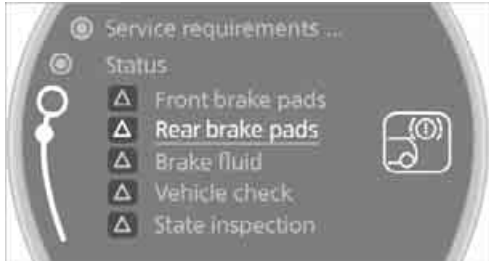 Service requirements ...
Status
Front brake pads
Rear brake pads
Brake fluid
Vehicle check
State inspection